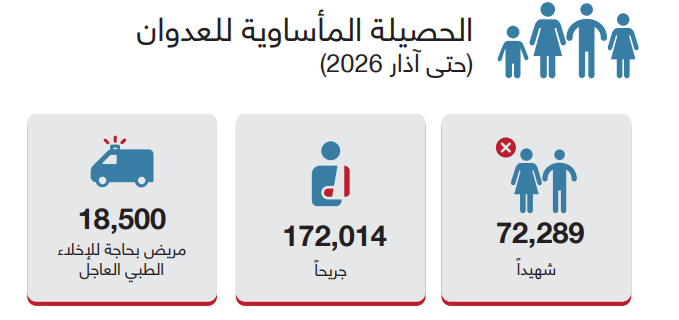 الحصيلة المأساوية للعدوان
(حتى آذار 2026)
72,289
شهيداً
172,014
جريحاً
18,500
مريض بحاجة للإخلاء
الطبي العاجل